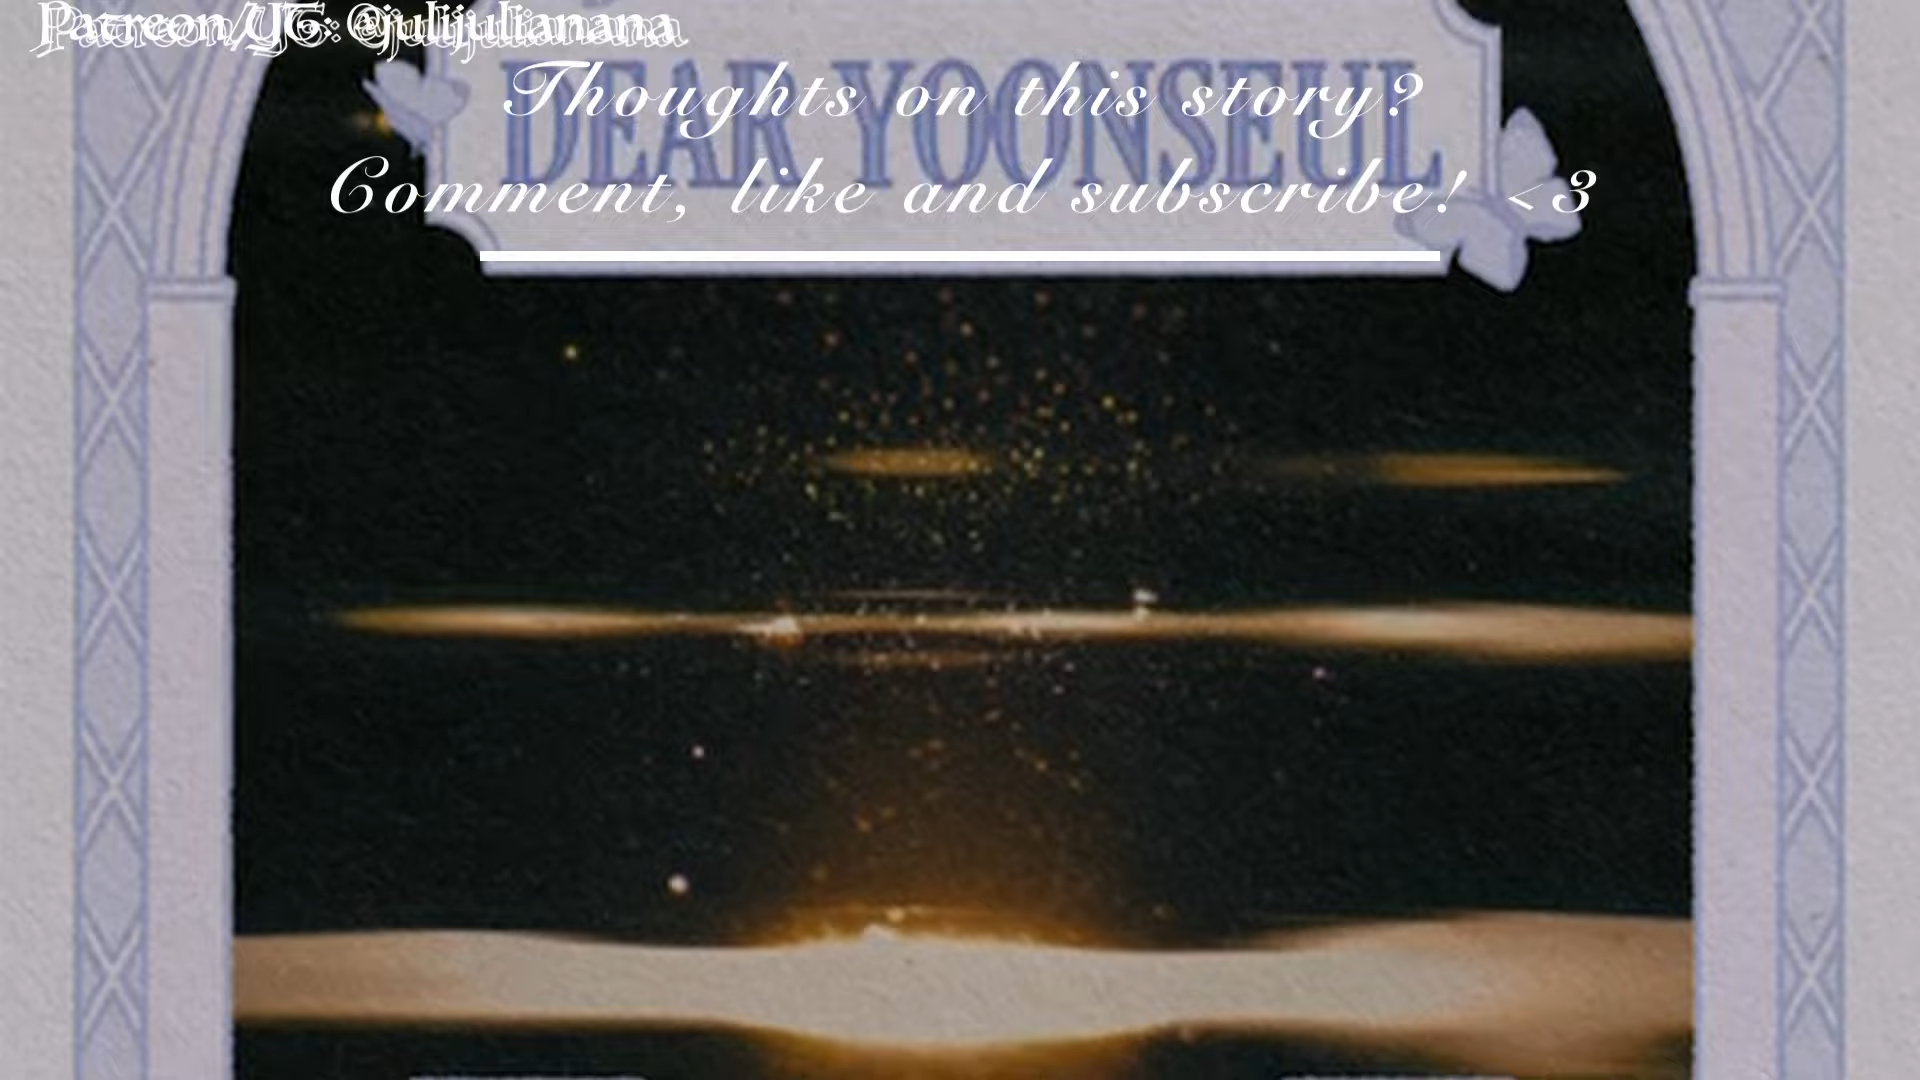 Patreon/YT: @julijulianana
Thoughts on this story?
DEAR YOONSEUL
Comment, like and subscribe! <3